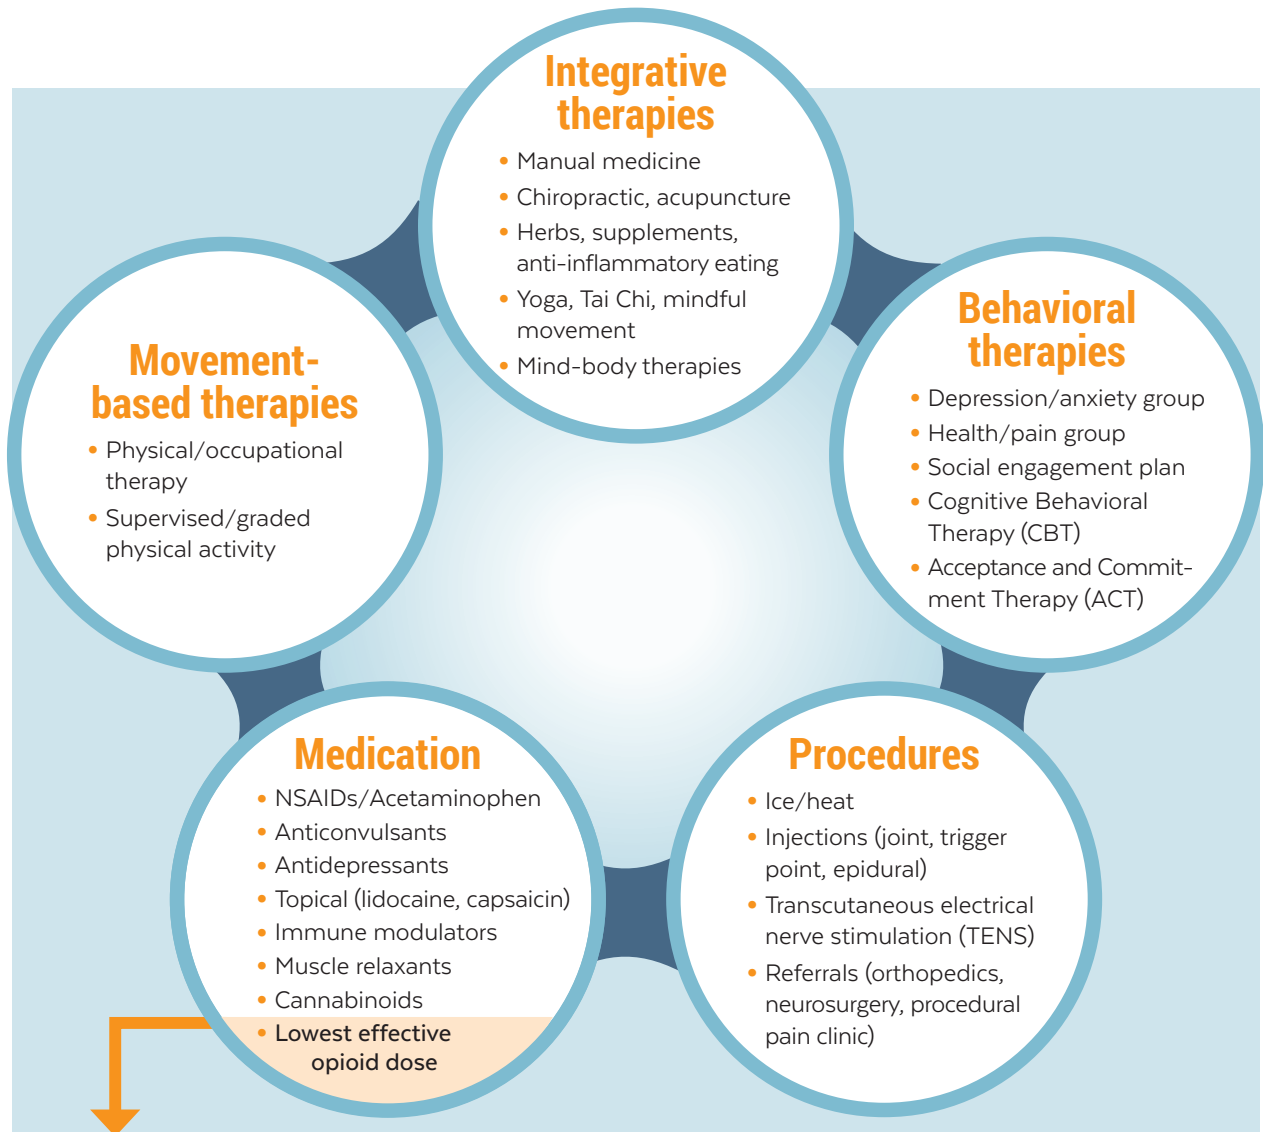 Integrative
therapies
• Manual medicine
• Chiropractic, acupuncture
• Herbs, supplements,
anti-inflammatory eating
• Yoga, Tai Chi, mindful
movement
• Mind-body therapies
Behavioral
therapies
• Depression/anxiety group
• Health/pain group
• Social engagement plan
• Cognitive Behavioral
Therapy (CBT)
• Acceptance and Commit-
ment Therapy (ACT)
Movement-
based therapies
• Physical/occupational
therapy
• Supervised/graded
physical activity
Medication
• NSAIDs/Acetaminophen
• Anticonvulsants
• Antidepressants
• Topical (lidocaine, capsaicin)
• Immune modulators
• Muscle relaxants
• Cannabinoids
• Lowest effective
opioid dose
Procedures
• Ice/heat
• Injections (joint, trigger
point, epidural)
• Transcutaneous electrical
nerve stimulation (TENS)
• Referrals (orthopedics,
neurosurgery, procedural
pain clinic)